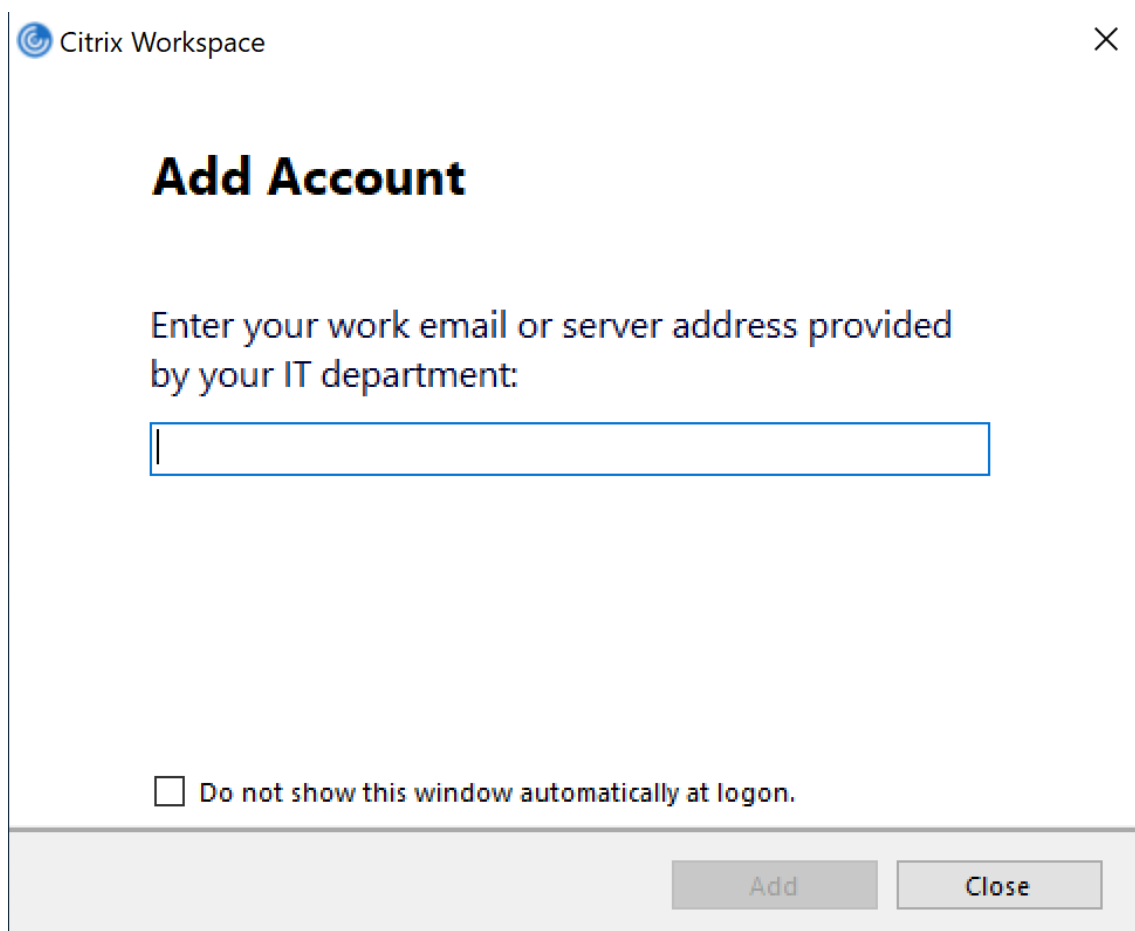 Citrix Workspace
Add Account
Enter your work email or server address provided
by your IT department:
Do not show this window automatically at logon.
Add
Close